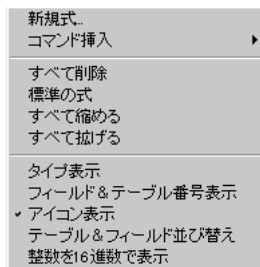 新規式...
コマンド挿入
すべて削除
標準の式
すべて縮める
すべて拡げる
タイプ表示
フィールド&テーブル番号表示
アイコン表示
テーブル&フィールド並び替え
整数を16進数で表示